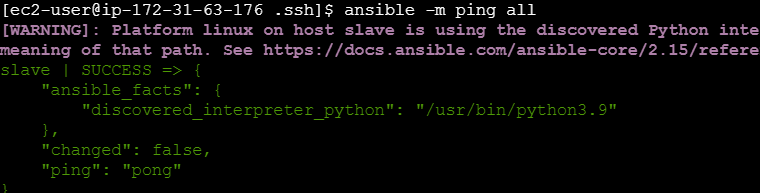 [ec2-user@ip-172-31-63-176 .ssh]$ ansible -m ping all
[WARNING]: Platform linux on host slave is using the discovered Python inte
meaning of that path. See https://docs.ansible.com/ansible-core/2.15/refere
slave | SUCCESS => {
    "ansible_facts": {
        "discovered_interpreter_python": "/usr/bin/python3.9"
    },
    "changed": false,
    "ping": "pong"
}